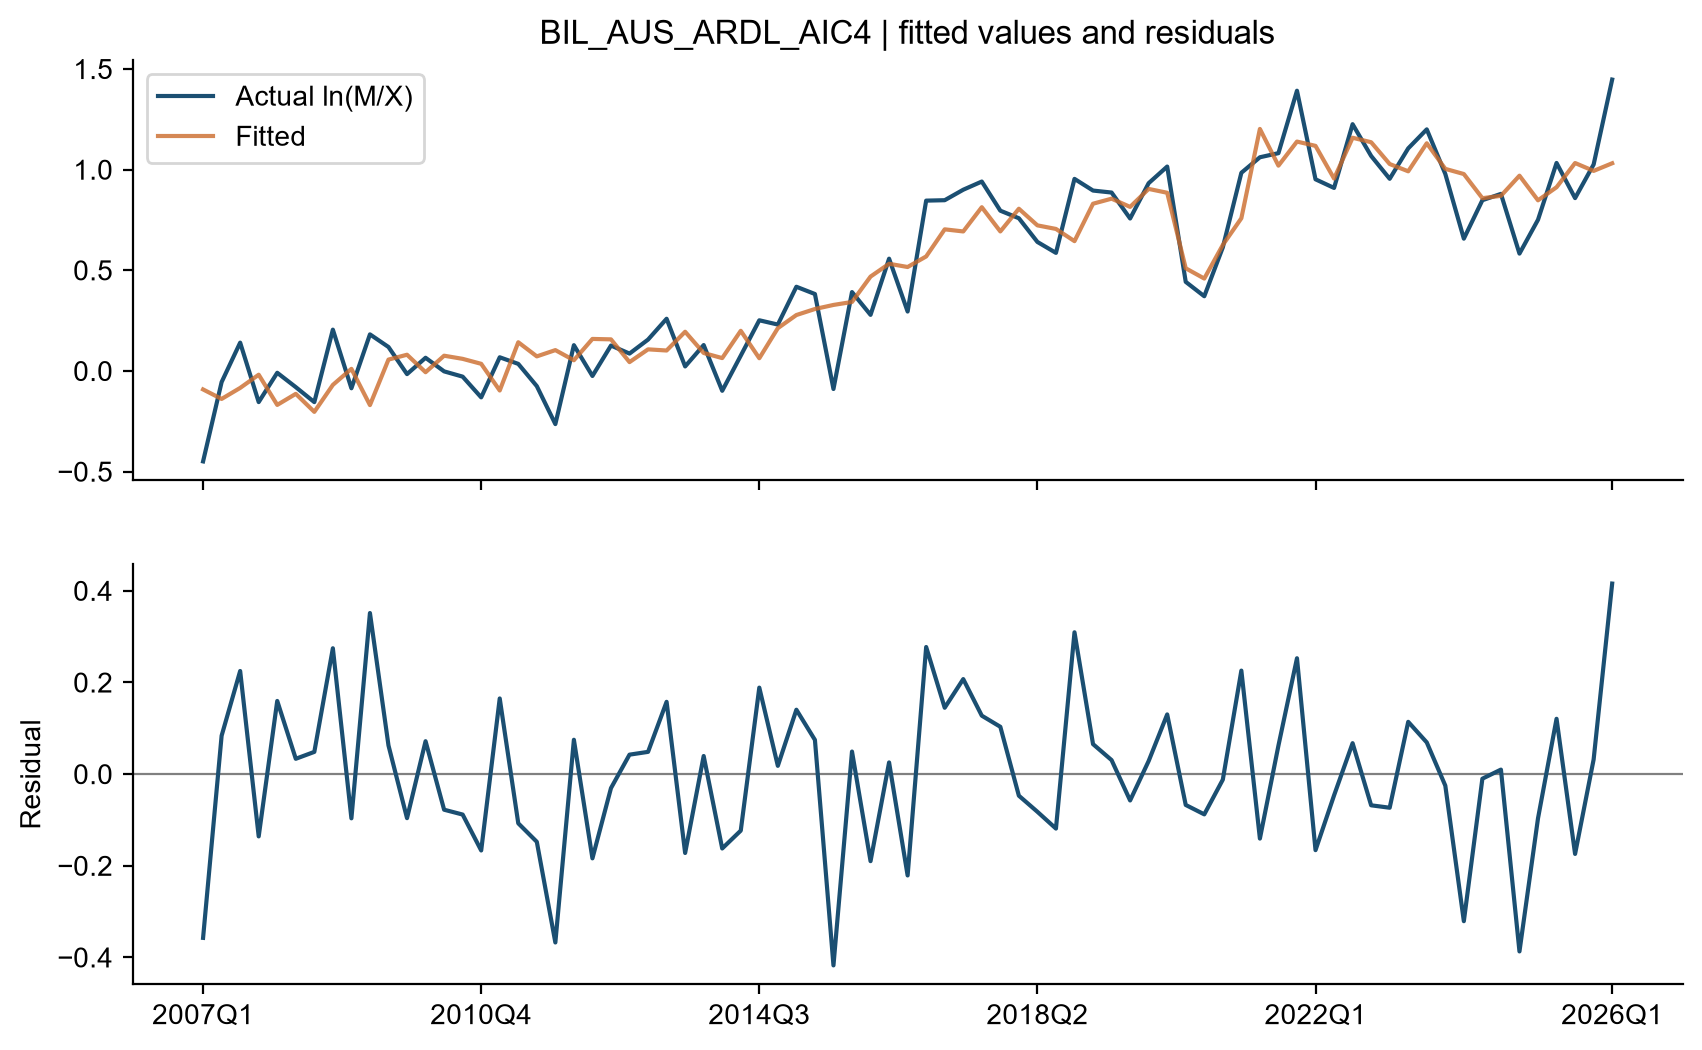 BIL_AUS_ARDL_AIC4 | fitted values and residuals
Actual ln(M/X)
Fitted
1.5
1.0
0.5
0.0
−0.5
Residual
0.4
0.2
0.0
−0.2
−0.4
2007Q1 2010Q4 2014Q3 2018Q2 2022Q1 2026Q1